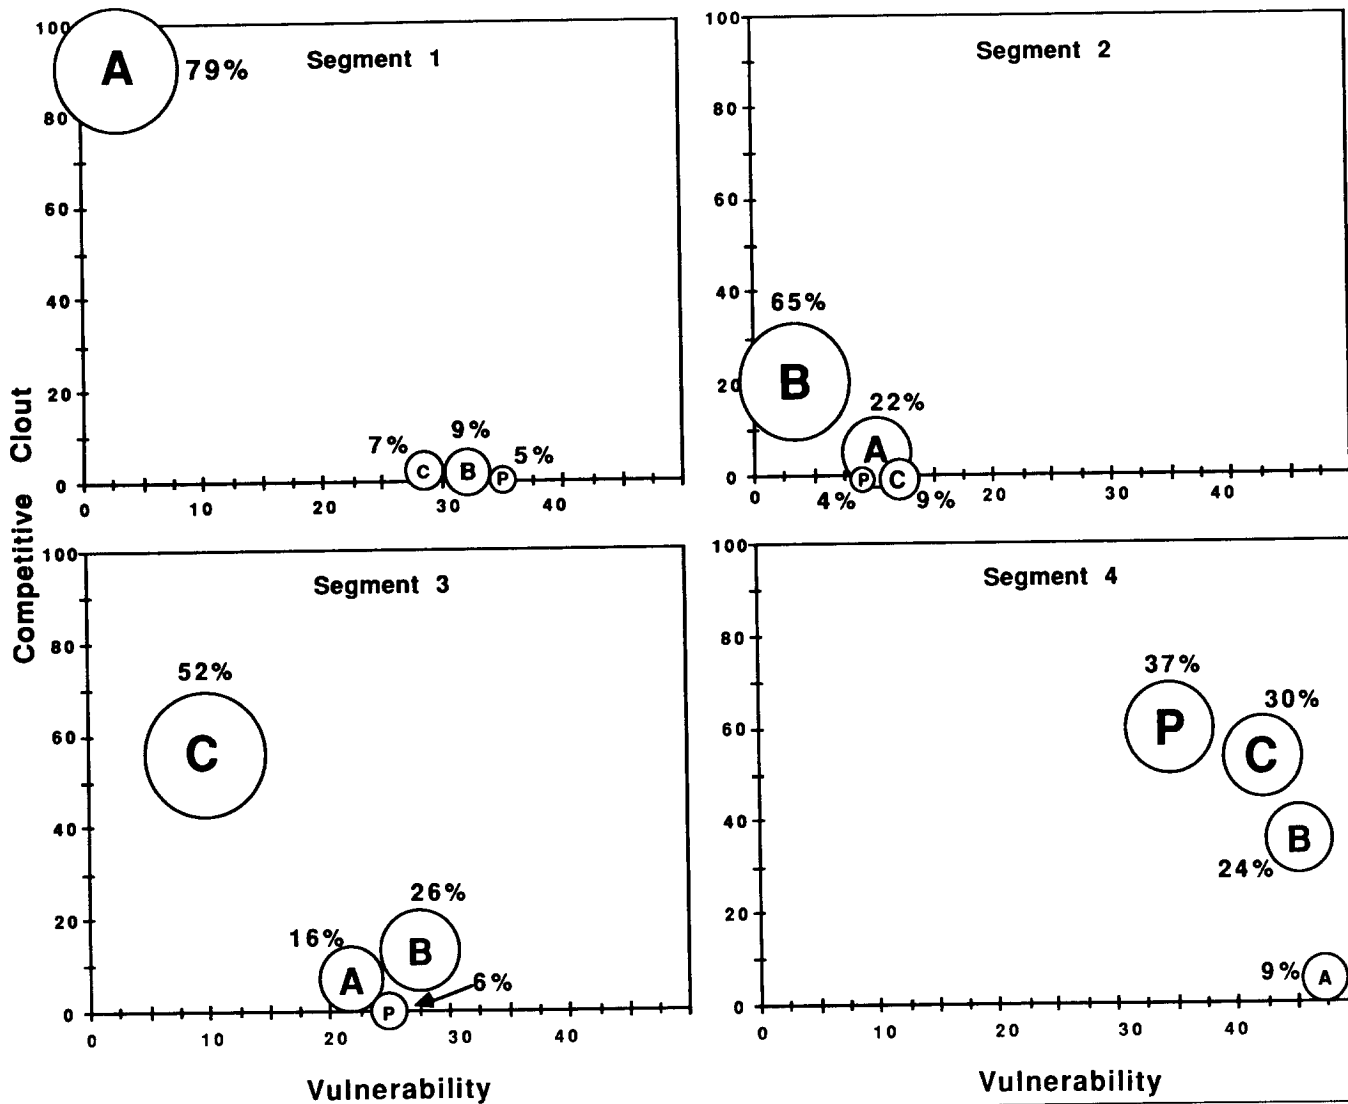 Competitive Clout
Segment 1
100
80
60
40
20
0
0 10 20 30 40
A 79%
7% C
9% B
5% P
Segment 2
100
80
60
40
20
0
0 20 30 40
65% B
22% A
4% P
C 9%
Segment 3
100
80
60
40
20
0
0 10 20 30 40
52% C
26% B
16% A
6% P
Vulnerability
Segment 4
100
80
60
40
20
0
0 10 20 30 40
37% P
30% C
24% B
9% A
Vulnerability